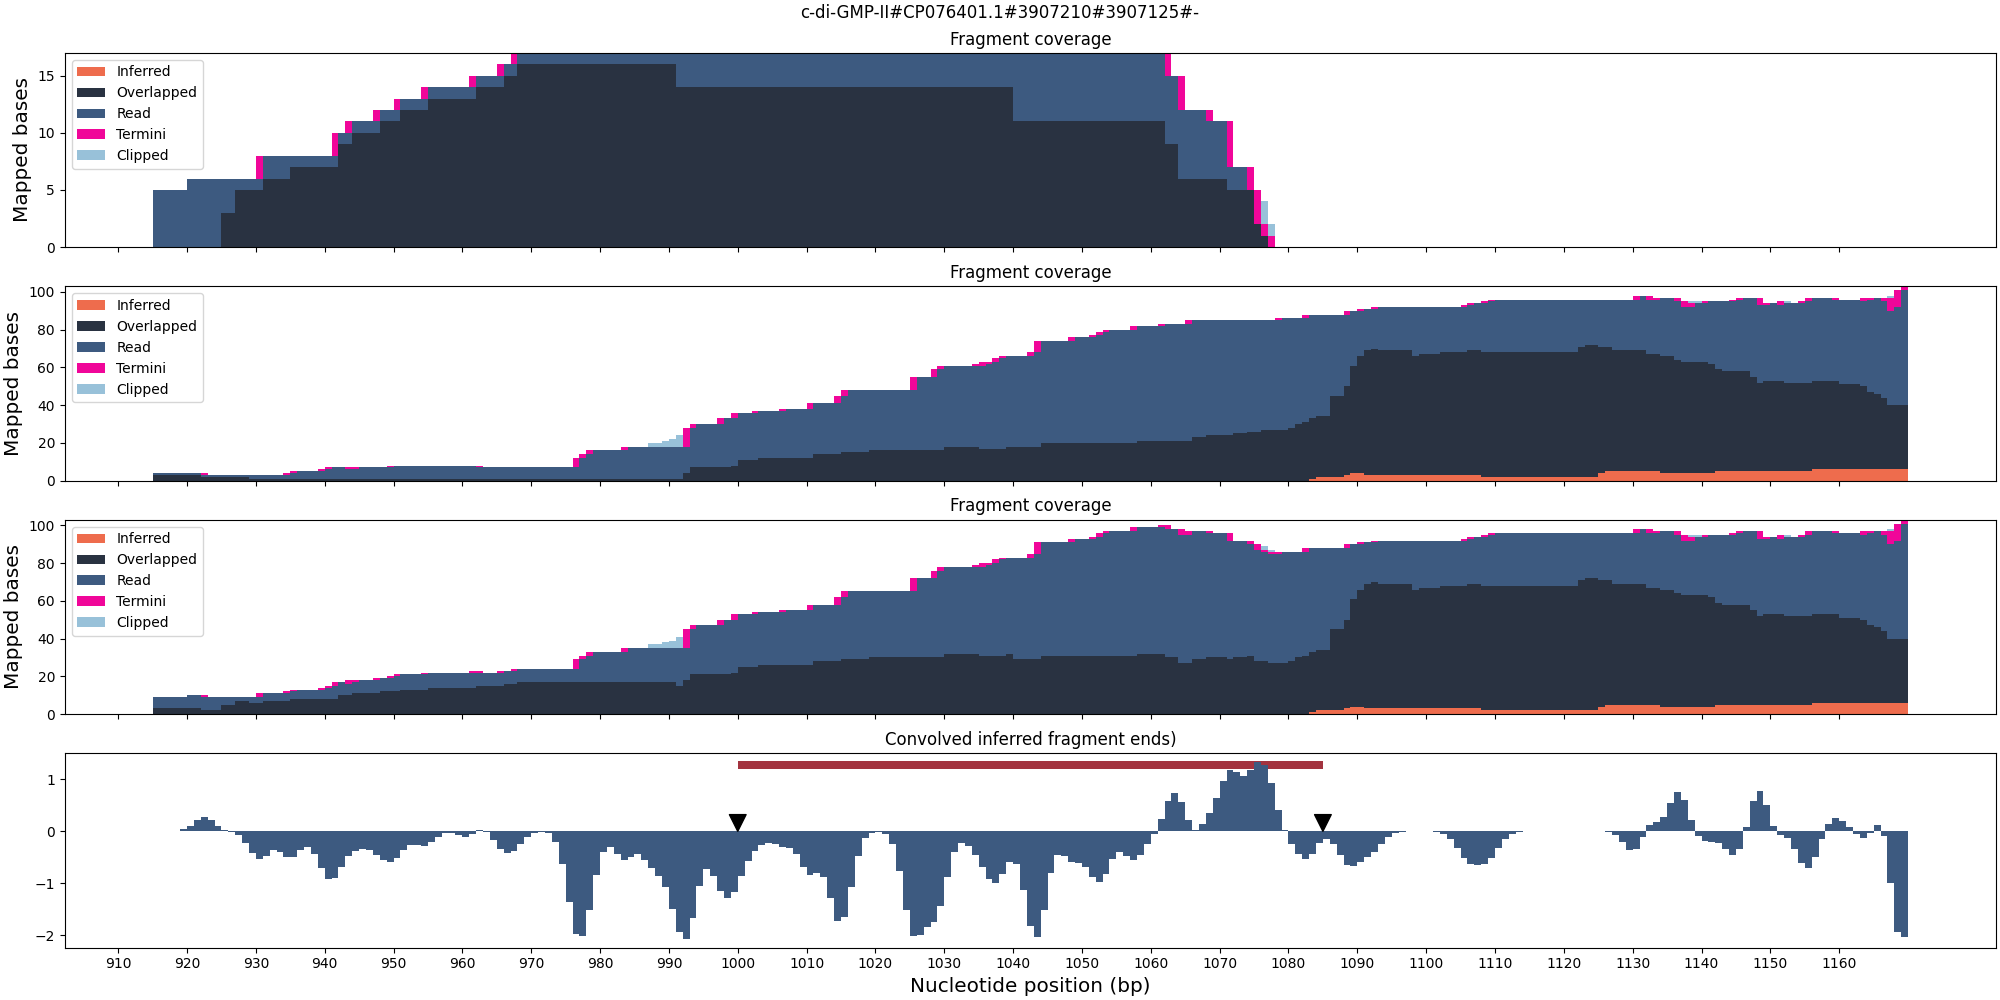 c-di-GMP-II#CP076401.1#3907210#3907125#-
Fragment coverage
Mapped bases
15
10
5
0
Inferred
Overlapped
Read
Termini
Clipped
Fragment coverage
Mapped bases
100
80
60
40
20
0
Inferred
Overlapped
Read
Termini
Clipped
Fragment coverage
Mapped bases
100
80
60
40
20
0
Inferred
Overlapped
Read
Termini
Clipped
Convolved inferred fragment ends)
1
0
−1
−2
910 920 930 940 950 960 970 980 990 1000 1010 1020 1030 1040 1050 1060 1070 1080 1090 1100 1110 1120 1130 1140 1150 1160
Nucleotide position (bp)